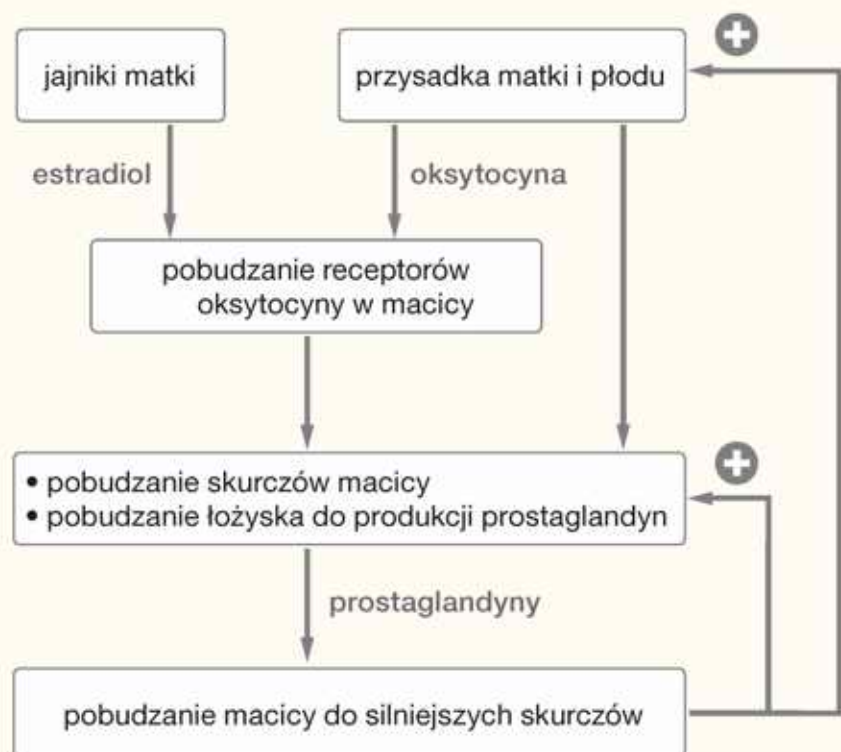 jajniki matki
przysadka matki i płodu
estradiol
oksytocyna
pobudzanie receptorów
oksytocyny w macicy
• pobudzanie skurczów macicy
• pobudzanie łożyska do produkcji prostaglandyn
prostaglandyny
pobudzanie macicy do silniejszych skurczów